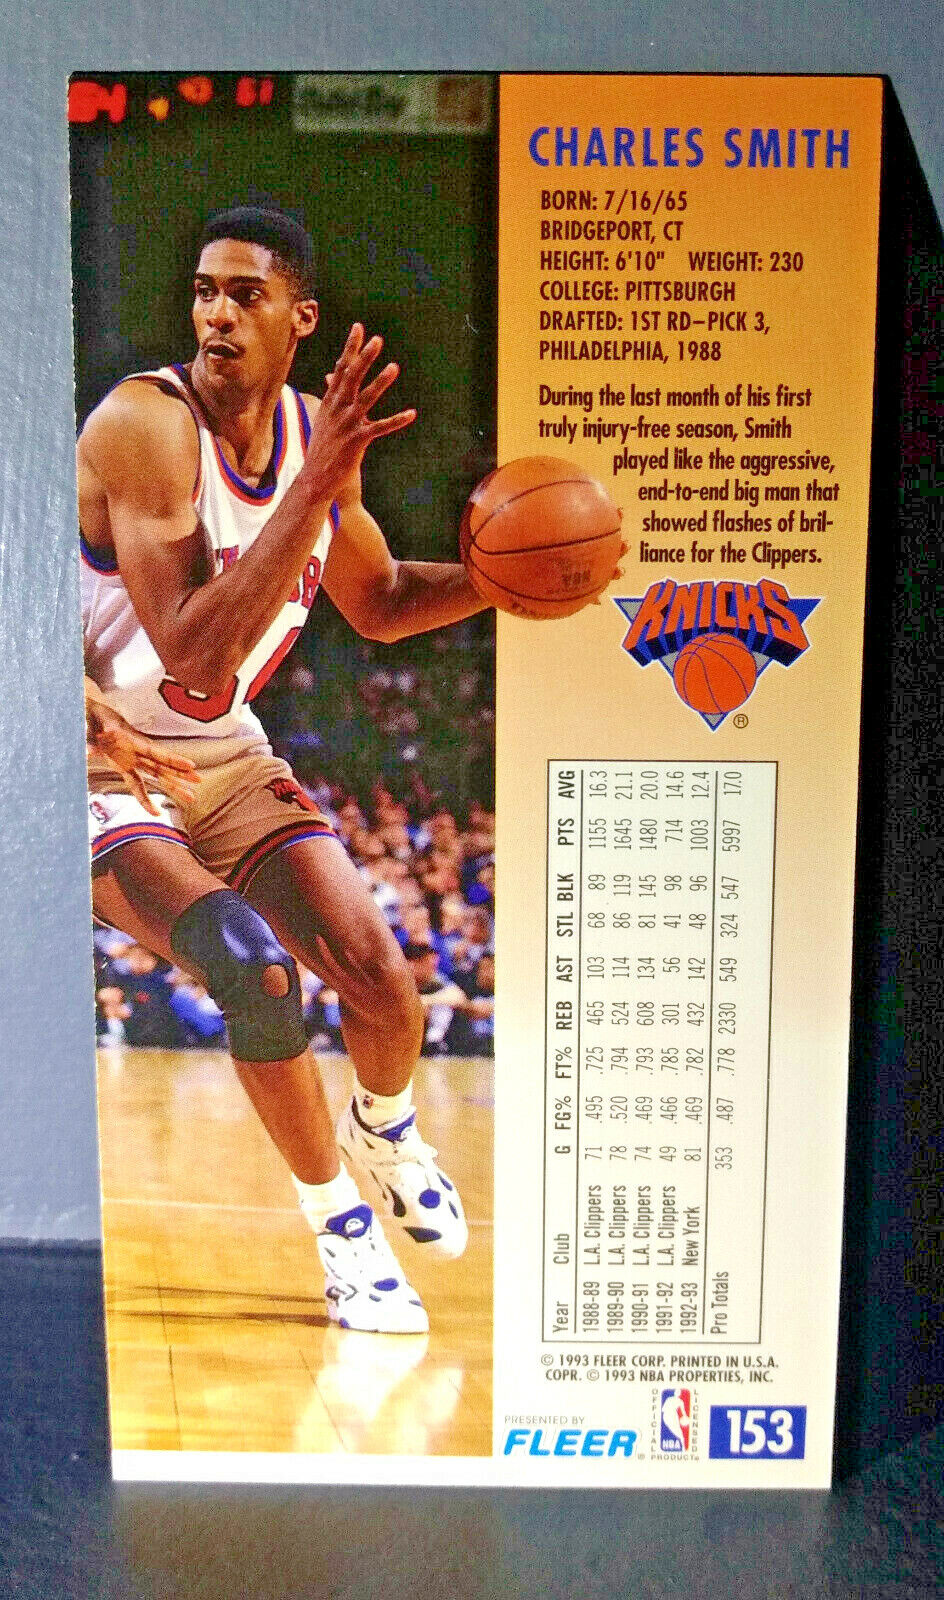 CHARLES SMITH
BORN: 7/16/65
BRIDGEPORT, CT
HEIGHT: 6'10" WEIGHT: 230
COLLEGE: PITTSBURGH
DRAFTED: 1ST RD–PICK 3,
PHILADELPHIA, 1988
During the last month of his first
truly injury-free season, Smith
played like the aggressive,
end-to-end big man that
showed flashes of bril-
liance for the Clippers.
KNICKS
®
Year Club G FG% FT% REB AST STL BLK PTS AVG
1988-89 L.A. Clippers 71 .495 .725 465 103 68 89 1155 16.3
1989-90 L.A. Clippers 78 .520 .794 524 114 86 119 1645 21.1
1990-91 L.A. Clippers 74 .469 .793 608 134 81 145 1480 20.0
1991-92 L.A. Clippers 49 .466 .785 301 56 41 98 714 14.6
1992-93 New York 81 .469 .782 432 142 48 96 1003 12.4
Pro Totals 353 .487 .778 2330 549 324 547 5997 17.0
© 1993 FLEER CORP. PRINTED IN U.S.A.
COPR. © 1993 NBA PROPERTIES, INC.
PRESENTED BY
FLEER®
OFFICIAL
NBA
LICENSED
PRODUCT
153